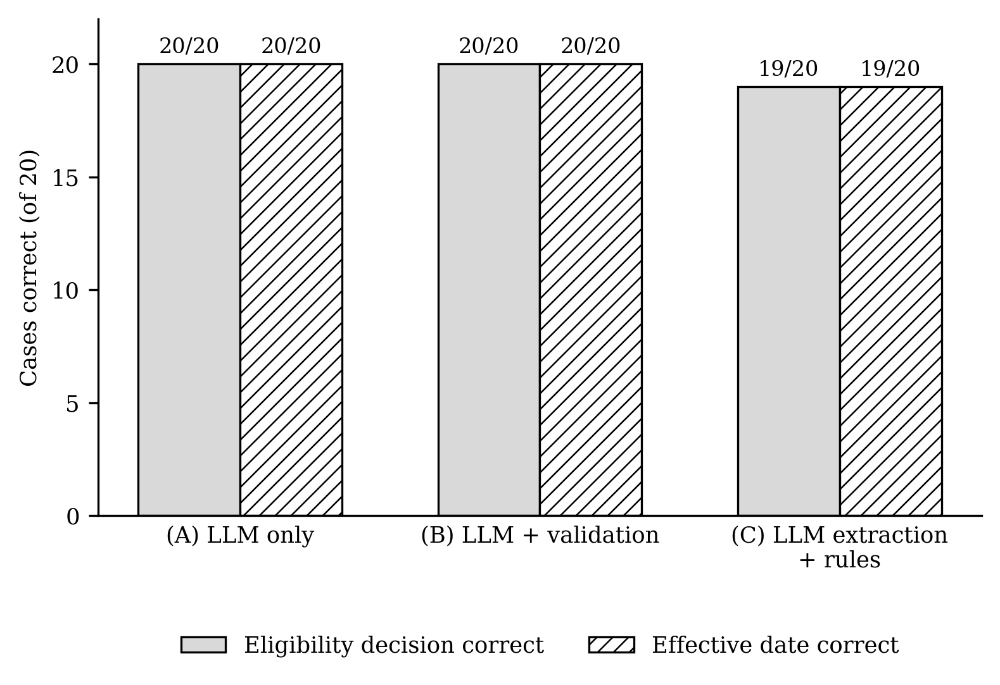 20/20 20/20 20/20 20/20
19/20 19/20
20
15
10
5
0
Cases correct (of 20)
(A) LLM only
(B) LLM + validation
(C) LLM extraction
+ rules
Eligibility decision correct
Effective date correct